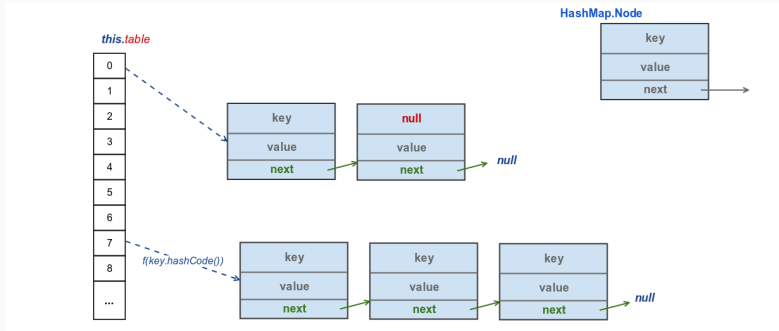 HashMap.Node
key
value
next
this.table
0
1
2
3
4
5
6
7
8
...
key
value
next
null
value
next
null
f(key.hashCode())
key
value
next
key
value
next
key
value
next
null